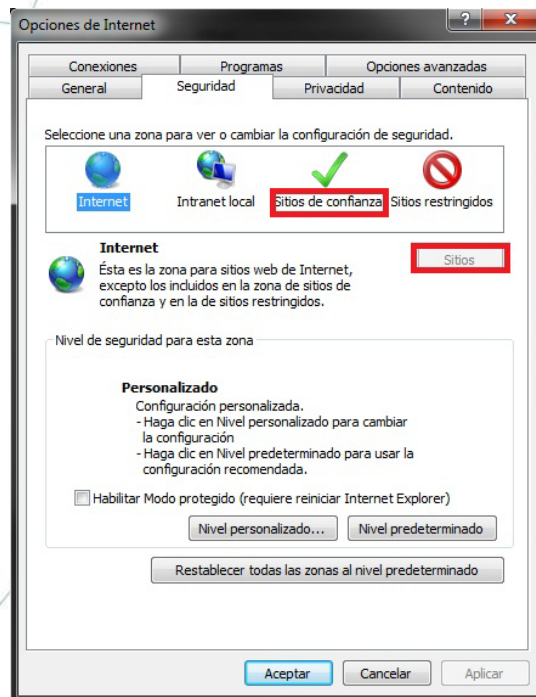 Opciones de Internet
Conexiones Programas Opciones avanzadas
General Seguridad Privacidad Contenido
Seleccione una zona para ver o cambiar la configuración de seguridad.
Internet Intranet local Sitios de confianza Sitios restringidos
Internet
Sitios
Ésta es la zona para sitios web de Internet,
excepto los incluidos en la zona de sitios de
confianza y en la de sitios restringidos.
Nivel de seguridad para esta zona
Personalizado
Configuración personalizada.
- Haga clic en Nivel personalizado para cambiar
la configuración
- Haga clic en Nivel predeterminado para usar la
configuración recomendada.
Habilitar Modo protegido (requiere reiniciar Internet Explorer)
Nivel personalizado... Nivel predeterminado
Restablecer todas las zonas al nivel predeterminado
Aceptar Cancelar Aplicar